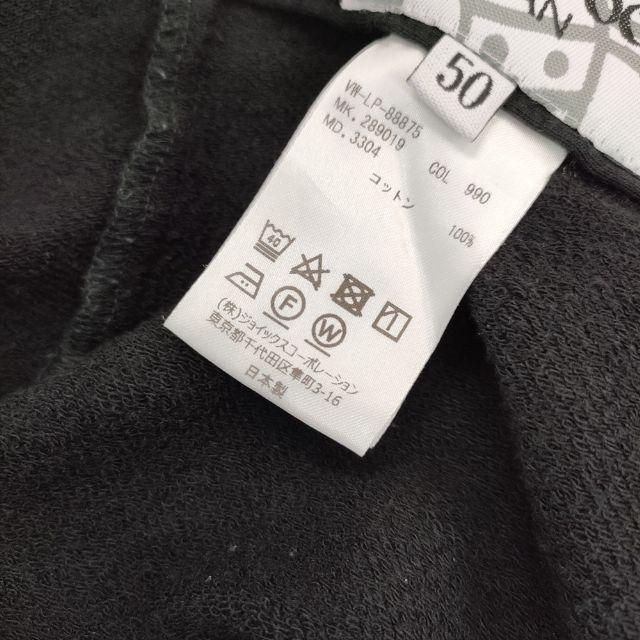 50
VW-LP-88875
MK. 289019
MD. 3304 COL 990
コットン 100%
40
F W
(株)ジョイックスコーポレーション
東京都千代田区隼町3-16
日本製